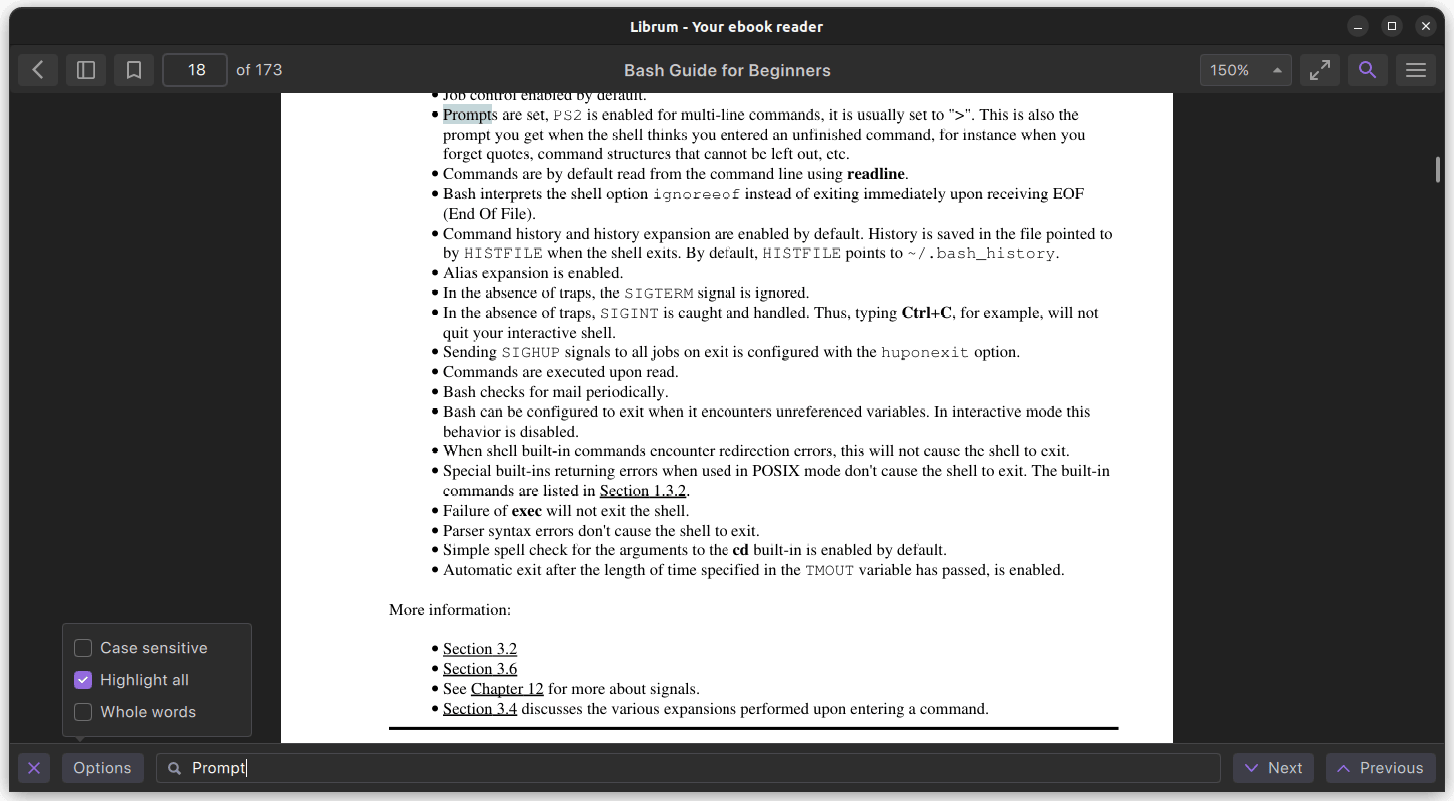 Librum - Your ebook reader
18 of 173
Bash Guide for Beginners
150%
• Job control enabled by default.
• Prompts are set, PS2 is enabled for multi-line commands, it is usually set to ">". This is also the
prompt you get when the shell thinks you entered an unfinished command, for instance when you
forget quotes, command structures that cannot be left out, etc.
• Commands are by default read from the command line using readline.
• Bash interprets the shell option ignoreeof instead of exiting immediately upon receiving EOF
(End Of File).
• Command history and history expansion are enabled by default. History is saved in the file pointed to
by HISTFILE when the shell exits. By default, HISTFILE points to ~/.bash_history.
• Alias expansion is enabled.
• In the absence of traps, the SIGTERM signal is ignored.
• In the absence of traps, SIGINT is caught and handled. Thus, typing Ctrl+C, for example, will not
quit your interactive shell.
• Sending SIGHUP signals to all jobs on exit is configured with the huponexit option.
• Commands are executed upon read.
• Bash checks for mail periodically.
• Bash can be configured to exit when it encounters unreferenced variables. In interactive mode this
behavior is disabled.
• When shell built-in commands encounter redirection errors, this will not cause the shell to exit.
• Special built-ins returning errors when used in POSIX mode don't cause the shell to exit. The built-in
commands are listed in Section 1.3.2.
• Failure of exec will not exit the shell.
• Parser syntax errors don't cause the shell to exit.
• Simple spell check for the arguments to the cd built-in is enabled by default.
• Automatic exit after the length of time specified in the TMOUT variable has passed, is enabled.
More information:
• Section 3.2
• Section 3.6
• See Chapter 12 for more about signals.
• Section 3.4 discusses the various expansions performed upon entering a command.
Case sensitive
Highlight all
Whole words
Options
Prompt
Next
Previous